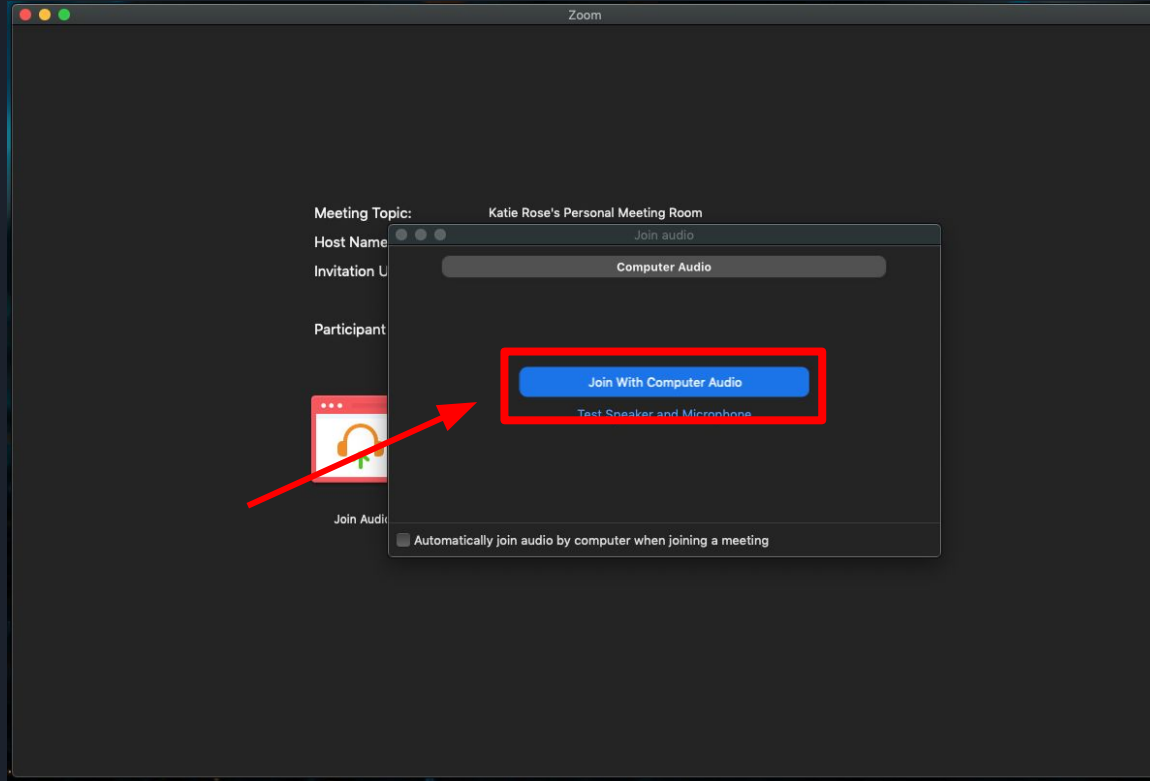 Zoom
Meeting Topic: Katie Rose's Personal Meeting Room
Host Name
Join audio
Invitation U
Computer Audio
Participant
Join With Computer Audio
Test Speaker and Microphone
Join Audio
Automatically join audio by computer when joining a meeting